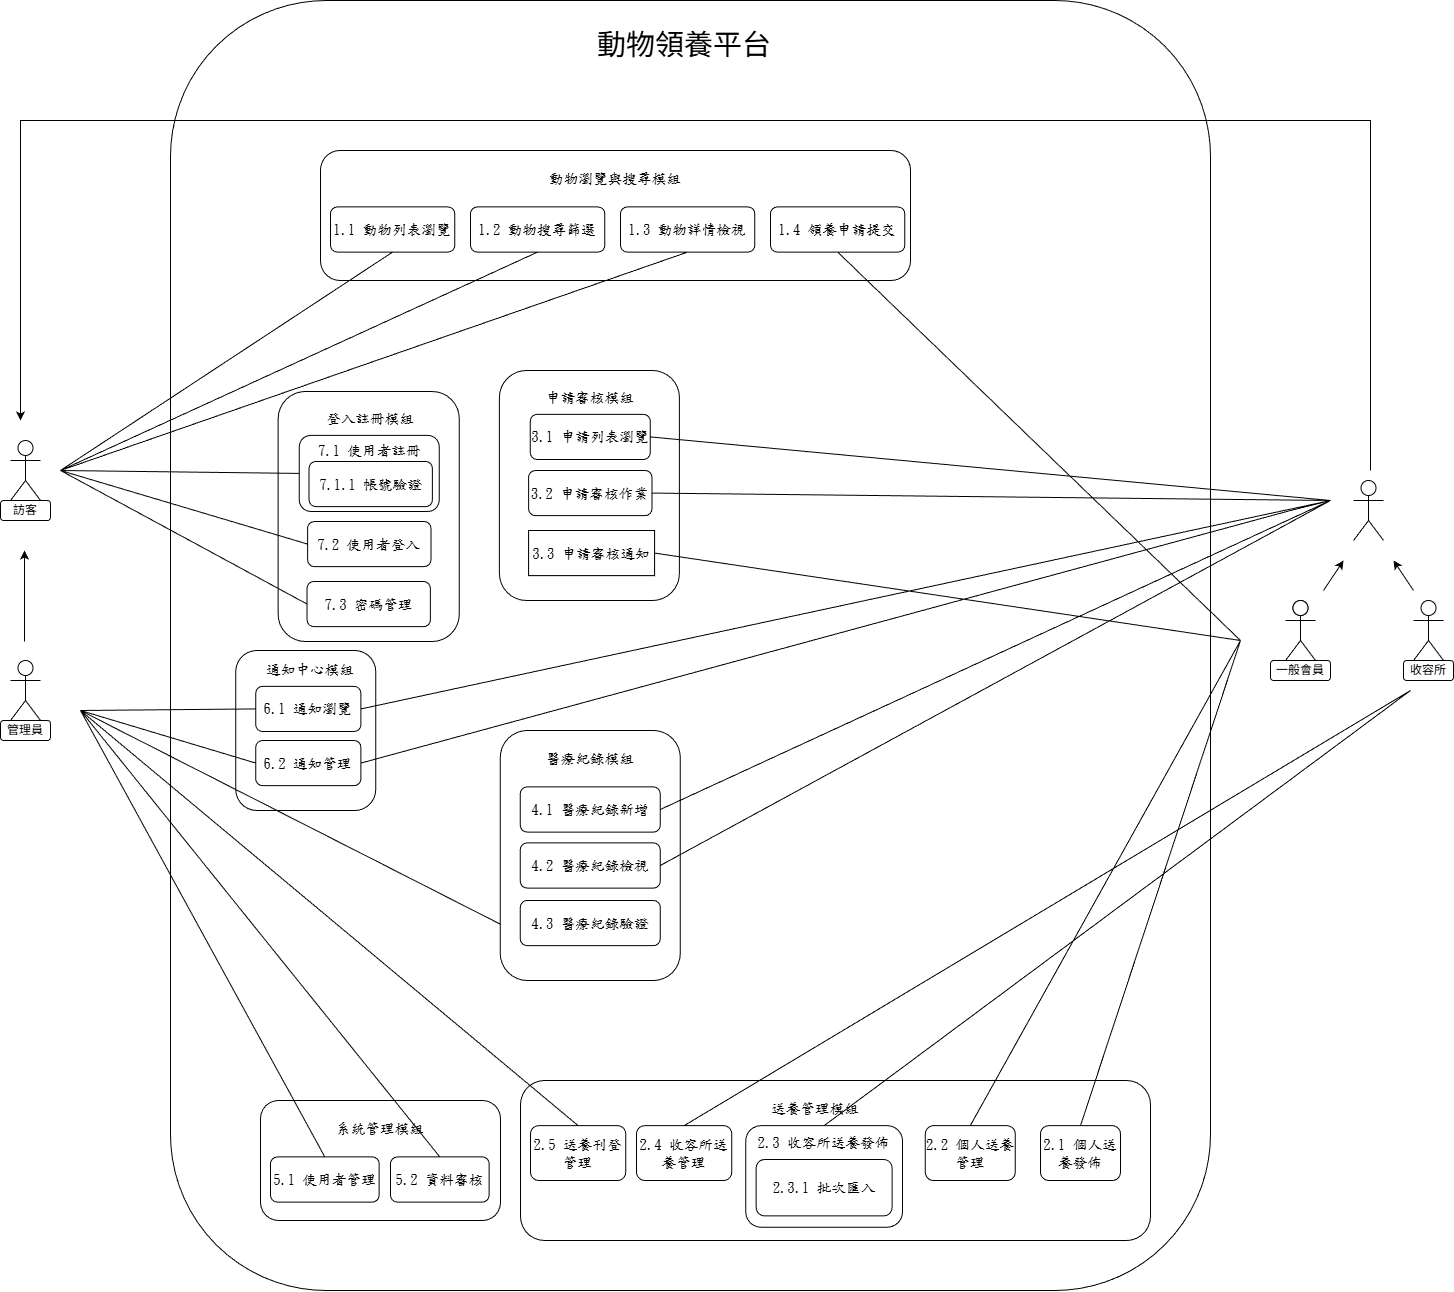 動物領養平台
動物瀏覽與搜尋模組
1.1 動物列表瀏覽
1.2 動物搜尋篩選
1.3 動物詳情檢視
1.4 領養申請提交
登入註冊模組
7.1 使用者註冊
7.1.1 帳號驗證
7.2 使用者登入
7.3 密碼管理
申請審核模組
3.1 申請列表瀏覽
3.2 申請審核作業
3.3 申請審核通知
訪客
管理員
一般會員
收容所
通知中心模組
6.1 通知瀏覽
6.2 通知管理
醫療紀錄模組
4.1 醫療紀錄新增
4.2 醫療紀錄檢視
4.3 醫療紀錄驗證
系統管理模組
5.1 使用者管理
5.2 資料審核
送養管理模組
2.5 送養刊登
管理
2.4 收容所送
養管理
2.3 收容所送養發佈
2.3.1 批次匯入
2.2 個人送養
管理
2.1 個人送
養發佈